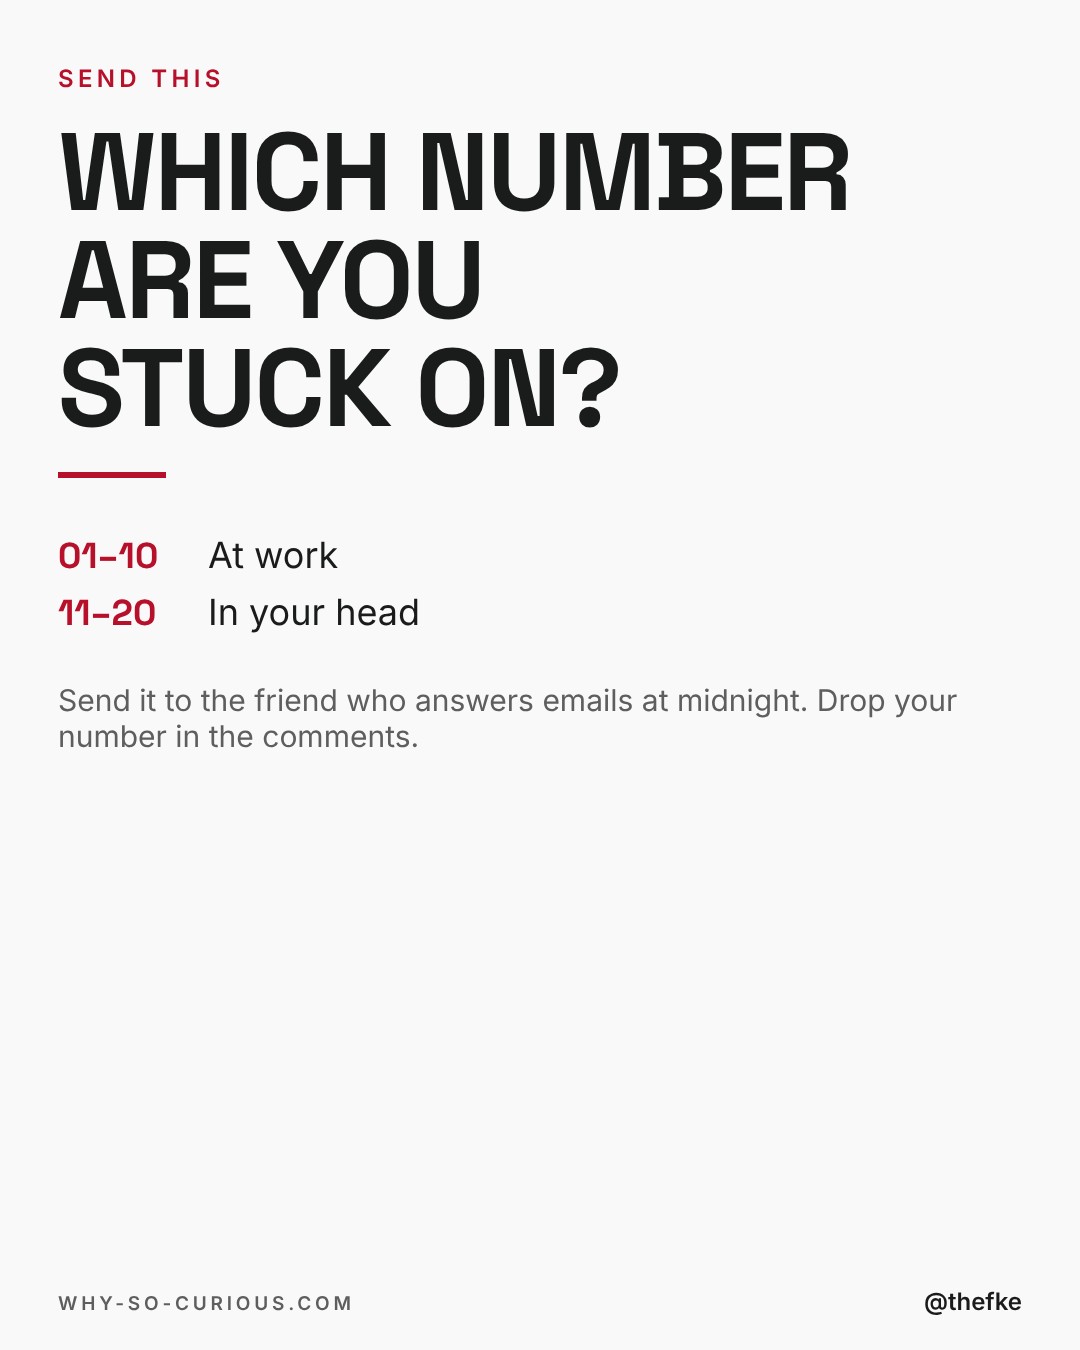 SEND THIS
WHICH NUMBER
ARE YOU
STUCK ON?
01–10 At work
11–20 In your head
Send it to the friend who answers emails at midnight. Drop your
number in the comments.
WHY-SO-CURIOUS.COM
@thefke